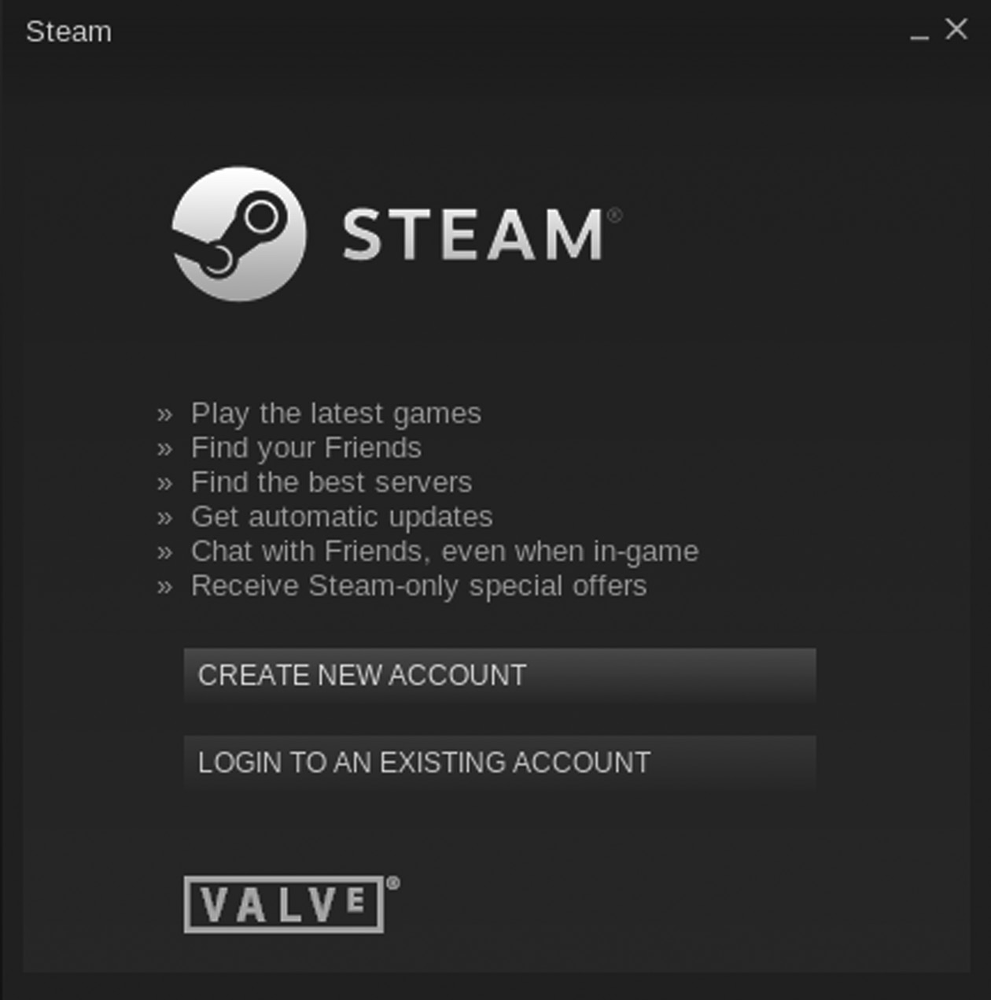 Steam
STEAM®
» Play the latest games
» Find your Friends
» Find the best servers
» Get automatic updates
» Chat with Friends, even when in-game
» Receive Steam-only special offers
CREATE NEW ACCOUNT
LOGIN TO AN EXISTING ACCOUNT
VALVE®